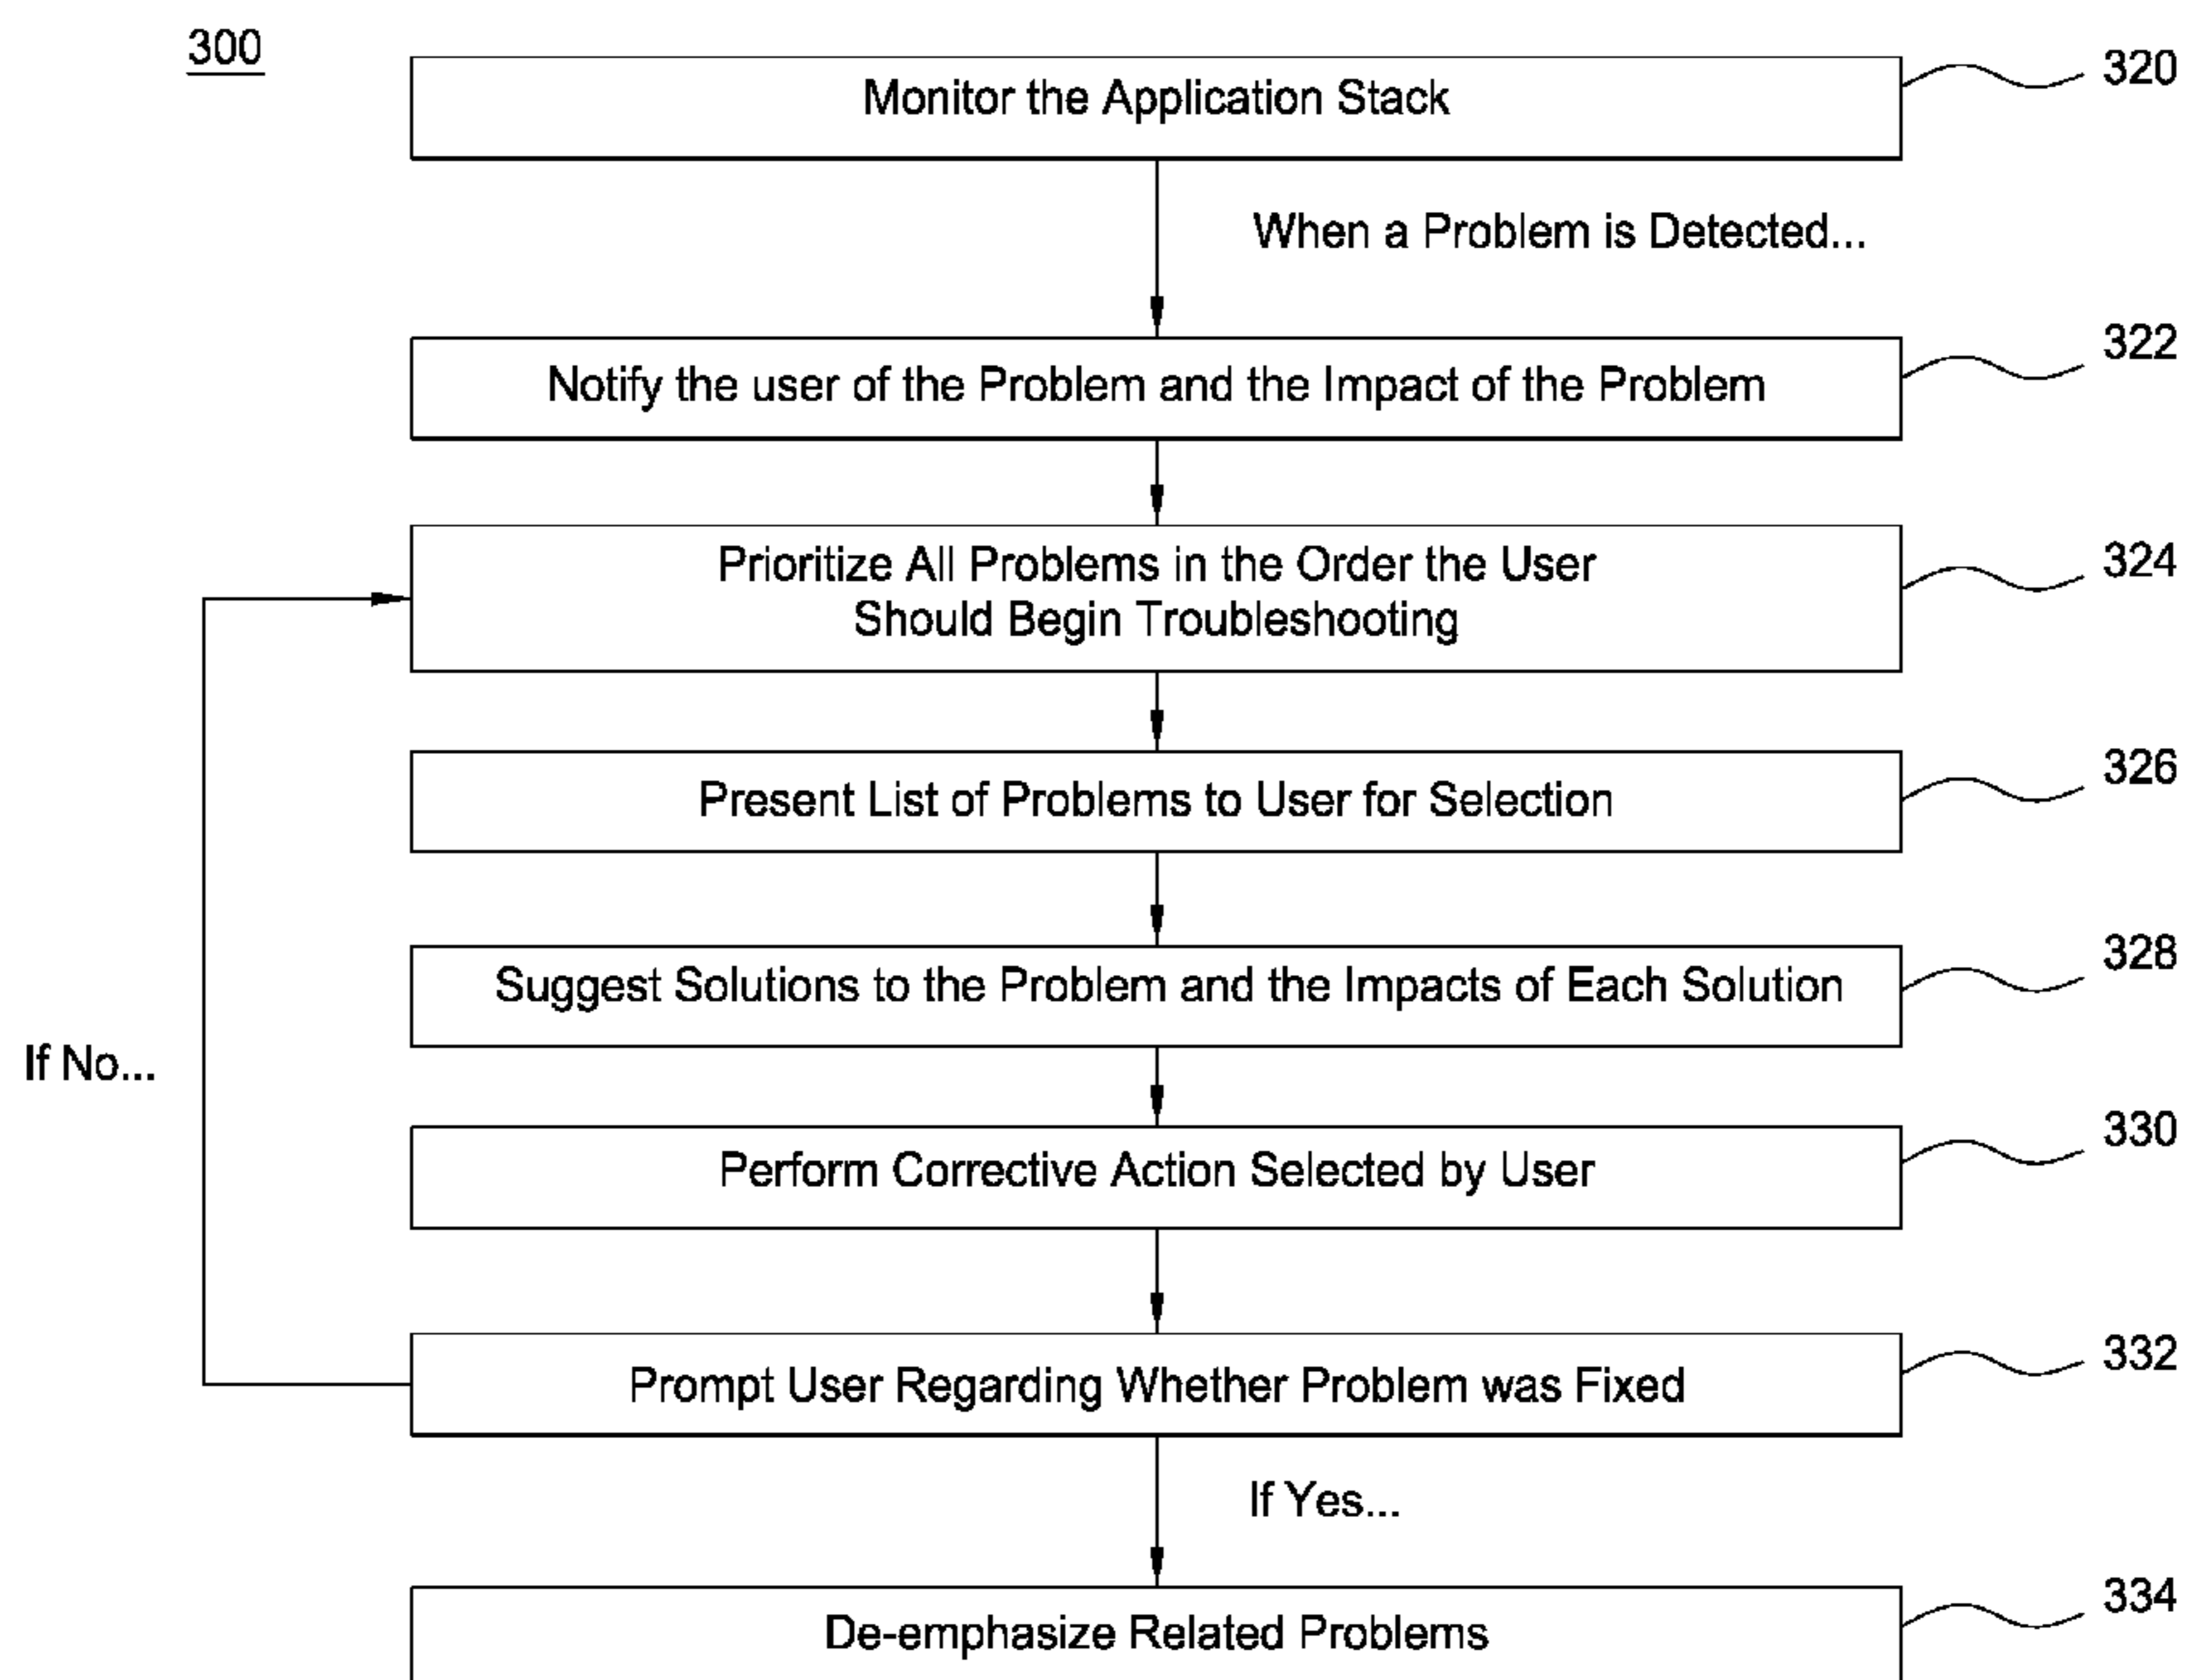 300
Monitor the Application Stack
320
When a Problem is Detected...
Notify the user of the Problem and the Impact of the Problem
322
Prioritize All Problems in the Order the User
Should Begin Troubleshooting
324
Present List of Problems to User for Selection
326
Suggest Solutions to the Problem and the Impacts of Each Solution
328
If No...
Perform Corrective Action Selected by User
330
Prompt User Regarding Whether Problem was Fixed
332
If Yes...
De-emphasize Related Problems
334